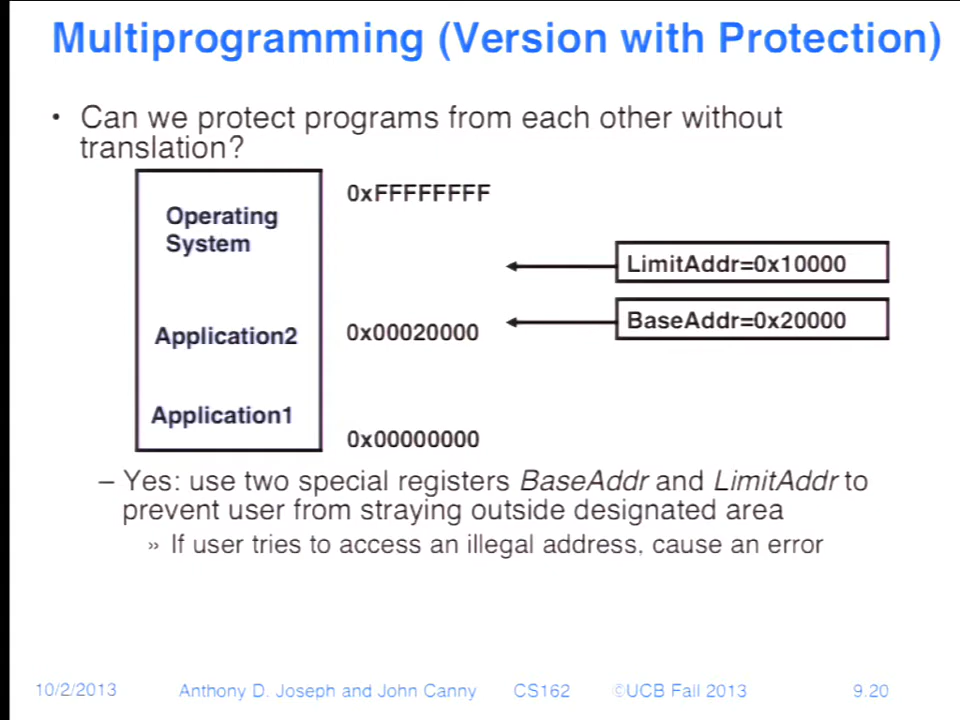 Multiprogramming (Version with Protection)
• Can we protect programs from each other without
translation?
0xFFFFFFFF
Operating
System
LimitAddr=0x10000
BaseAddr=0x20000
Application2
0x00020000
Application1
0x00000000
– Yes: use two special registers BaseAddr and LimitAddr to
prevent user from straying outside designated area
» If user tries to access an illegal address, cause an error
10/2/2013 Anthony D. Joseph and John Canny CS162 ©UCB Fall 2013 9.20